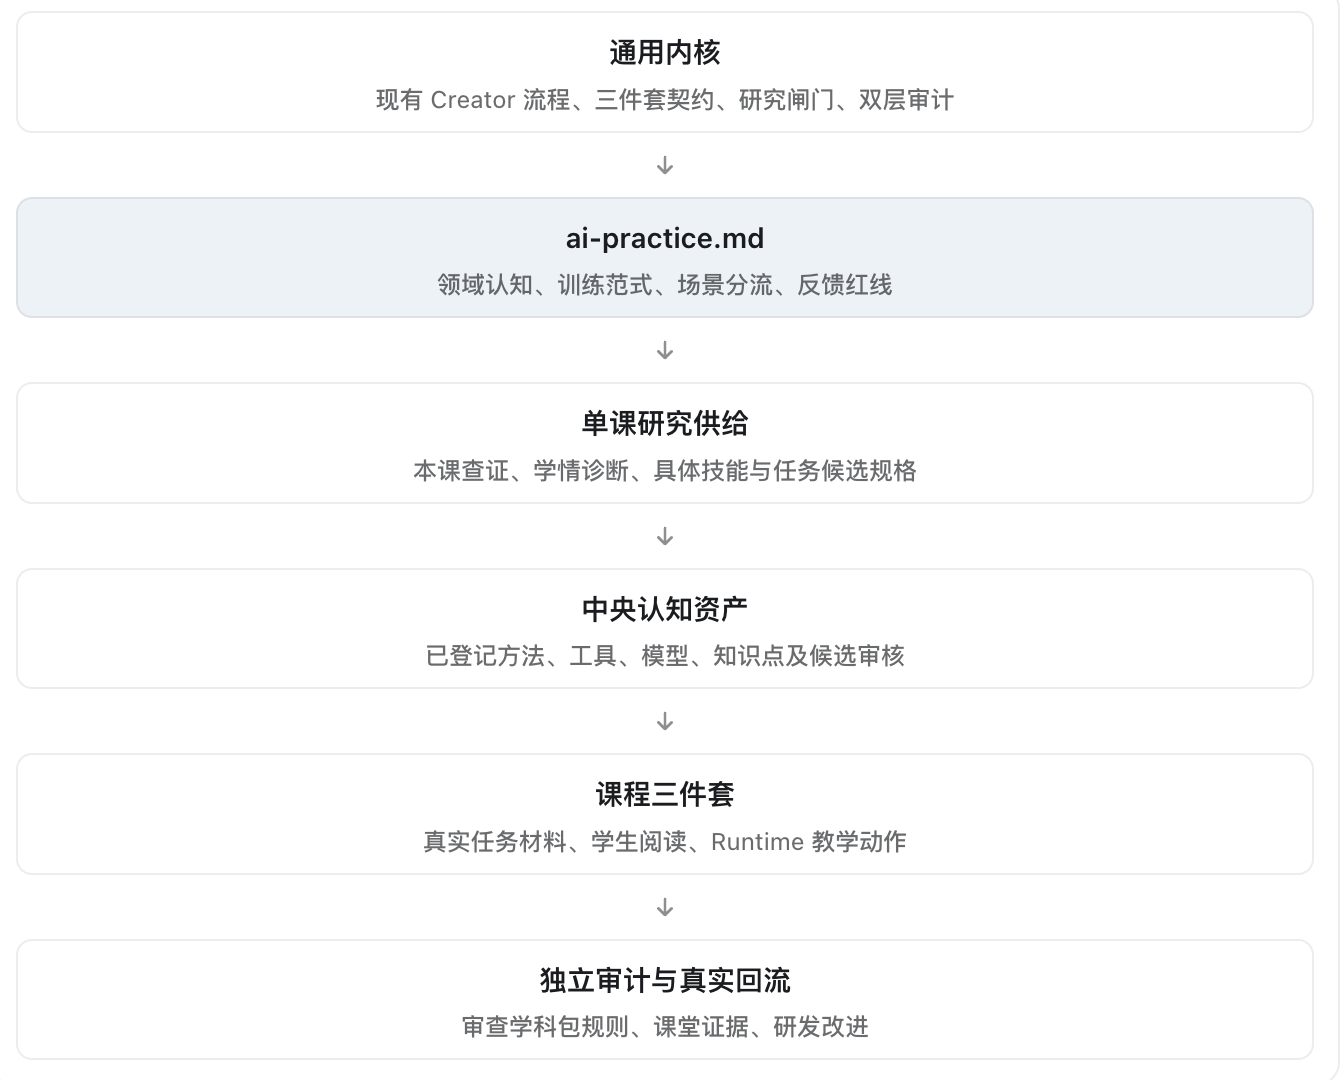 通用内核
现有 Creator 流程、三件套契约、研究闸门、双层审计
↓
ai-practice.md
领域认知、训练范式、场景分流、反馈红线
↓
单课研究供给
本课查证、学情诊断、具体技能与任务候选规格
↓
中央认知资产
已登记方法、工具、模型、知识点及候选审核
↓
课程三件套
真实任务材料、学生阅读、Runtime 教学动作
↓
独立审计与真实回流
审查学科包规则、课堂证据、研发改进